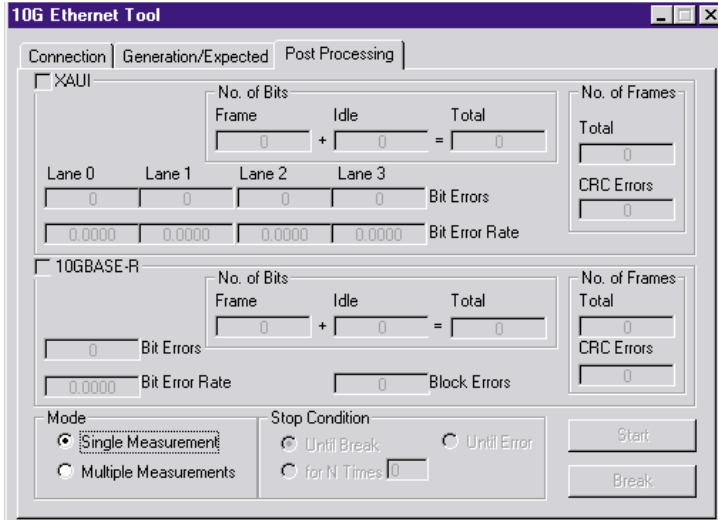 10G Ethernet Tool
Connection Generation/Expected Post Processing
XAUI
No. of Bits
Frame Idle Total
0 + 0 = 0
No. of Frames
Total
0
CRC Errors
0
Lane 0 Lane 1 Lane 2 Lane 3
0 0 0 0 Bit Errors
0.0000 0.0000 0.0000 0.0000 Bit Error Rate
10GBASE-R
No. of Bits
Frame Idle Total
0 + 0 = 0
No. of Frames
Total
0
CRC Errors
0
0 Bit Errors
0.0000 Bit Error Rate
0 Block Errors
Mode
Single Measurement
Multiple Measurements
Stop Condition
Until Break Until Error
for N Times 0
Start
Break